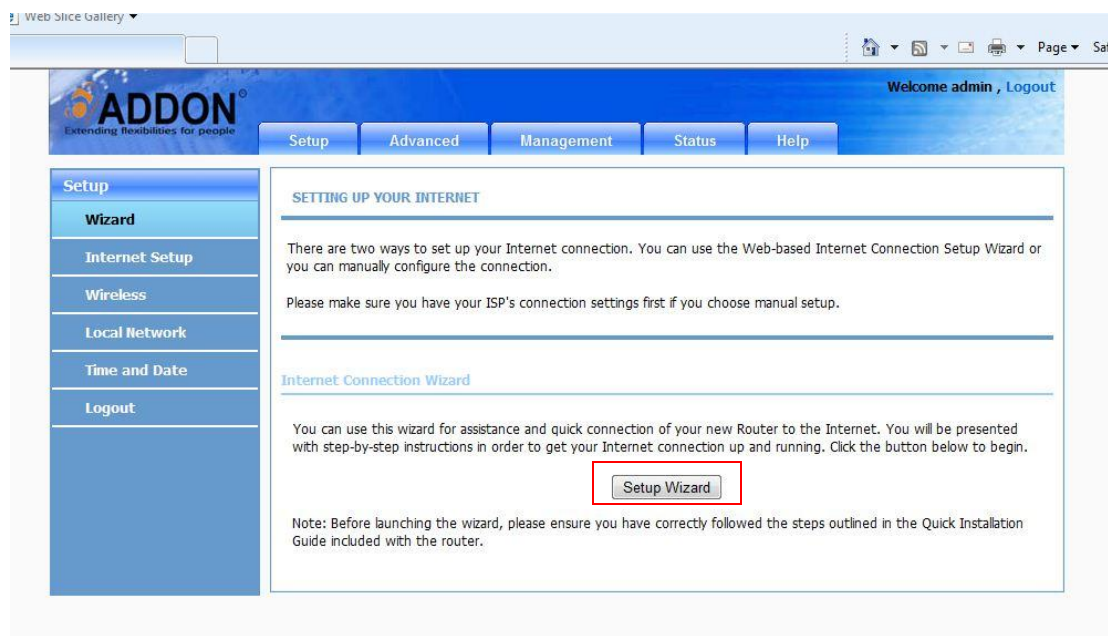 Web Slice Gallery
Page
ADDON
Extending flexibilities for people
Welcome admin , Logout
Setup
Advanced
Management
Status
Help
Setup
Wizard
Internet Setup
Wireless
Local Network
Time and Date
Logout
SETTING UP YOUR INTERNET
There are two ways to set up your Internet connection. You can use the Web-based Internet Connection Setup Wizard or
you can manually configure the connection.
Please make sure you have your ISP's connection settings first if you choose manual setup.
Internet Connection Wizard
You can use this wizard for assistance and quick connection of your new Router to the Internet. You will be presented
with step-by-step instructions in order to get your Internet connection up and running. Click the button below to begin.
Setup Wizard
Note: Before launching the wizard, please ensure you have correctly followed the steps outlined in the Quick Installation
Guide included with the router.